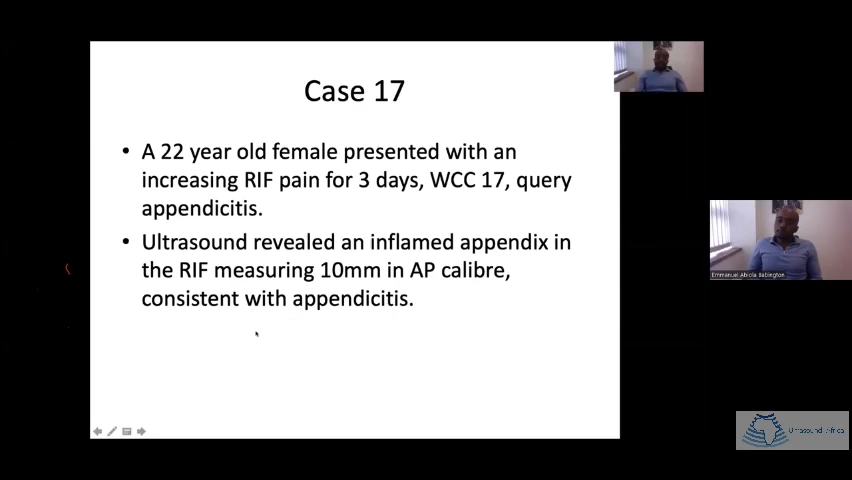 Case 17
• A 22 year old female presented with an
increasing RIF pain for 3 days, WCC 17, query
appendicitis.
• Ultrasound revealed an inflamed appendix in
the RIF measuring 10mm in AP calibre,
consistent with appendicitis.
Emmanuel Abiola Babington
Ultrasound Africa